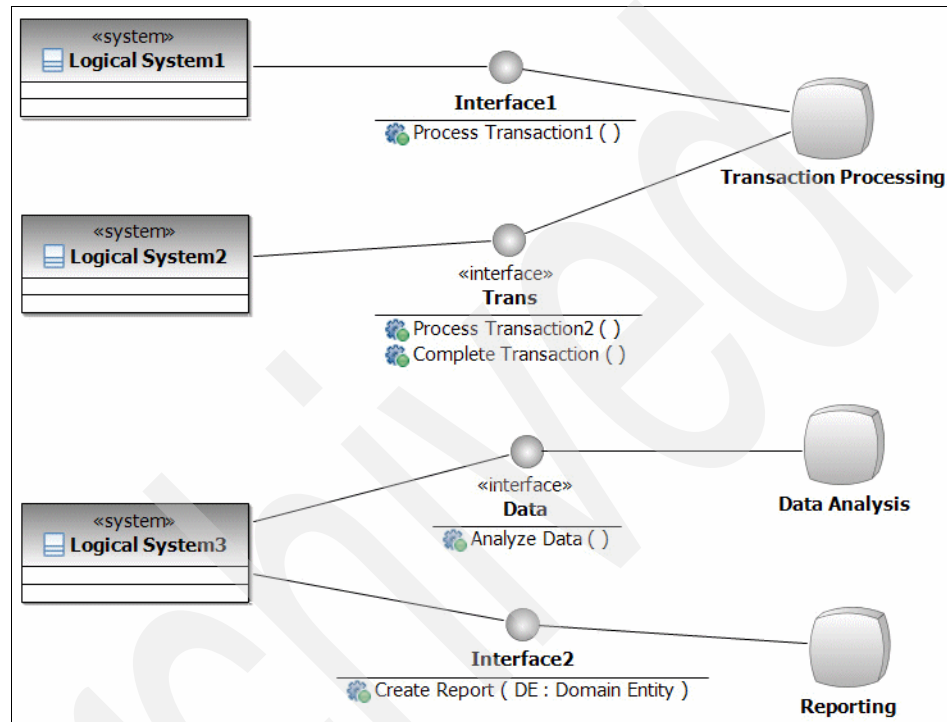 «system»
Logical System1
Interface1
Process Transaction1 ( )
Transaction Processing
«system»
Logical System2
«interface»
Trans
Process Transaction2 ( )
Complete Transaction ( )
«interface»
Data
Analyze Data ( )
Data Analysis
«system»
Logical System3
Interface2
Create Report ( DE : Domain Entity )
Reporting